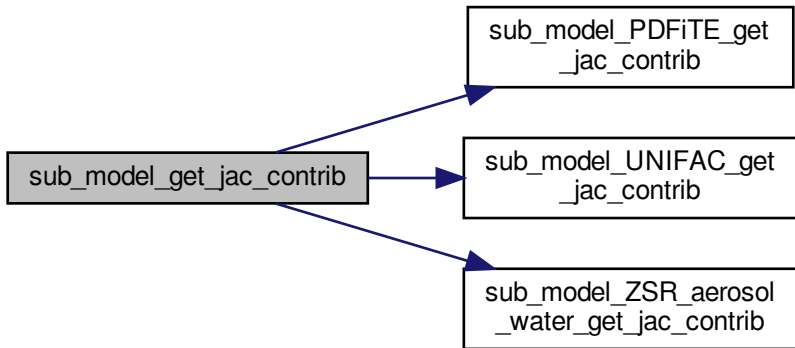 sub_model_PDFiTE_get
_jac_contrib
sub_model_get_jac_contrib
sub_model_UNIFAC_get
_jac_contrib
sub_model_ZSR_aerosol
_water_get_jac_contrib